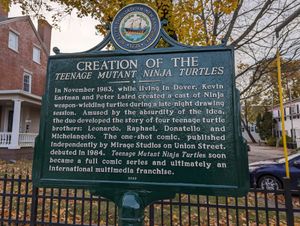 CREATION OF THE
TEENAGE MUTANT NINJA TURTLES
In November 1983, while living in Dover, Kevin
Eastman and Peter Laird created a cast of Ninja
weapon-wielding turtles during a late-night drawing
session. Amused by the absurdity of the idea,
the duo developed the story of four teenage turtle
brothers: Leonardo, Raphael, Donatello and
Michelangelo. The one-shot comic, published
independently by Mirage Studios on Union Street,
debuted in 1984. Teenage Mutant Ninja Turtles soon
became a full comic series and ultimately an
international multimedia franchise.